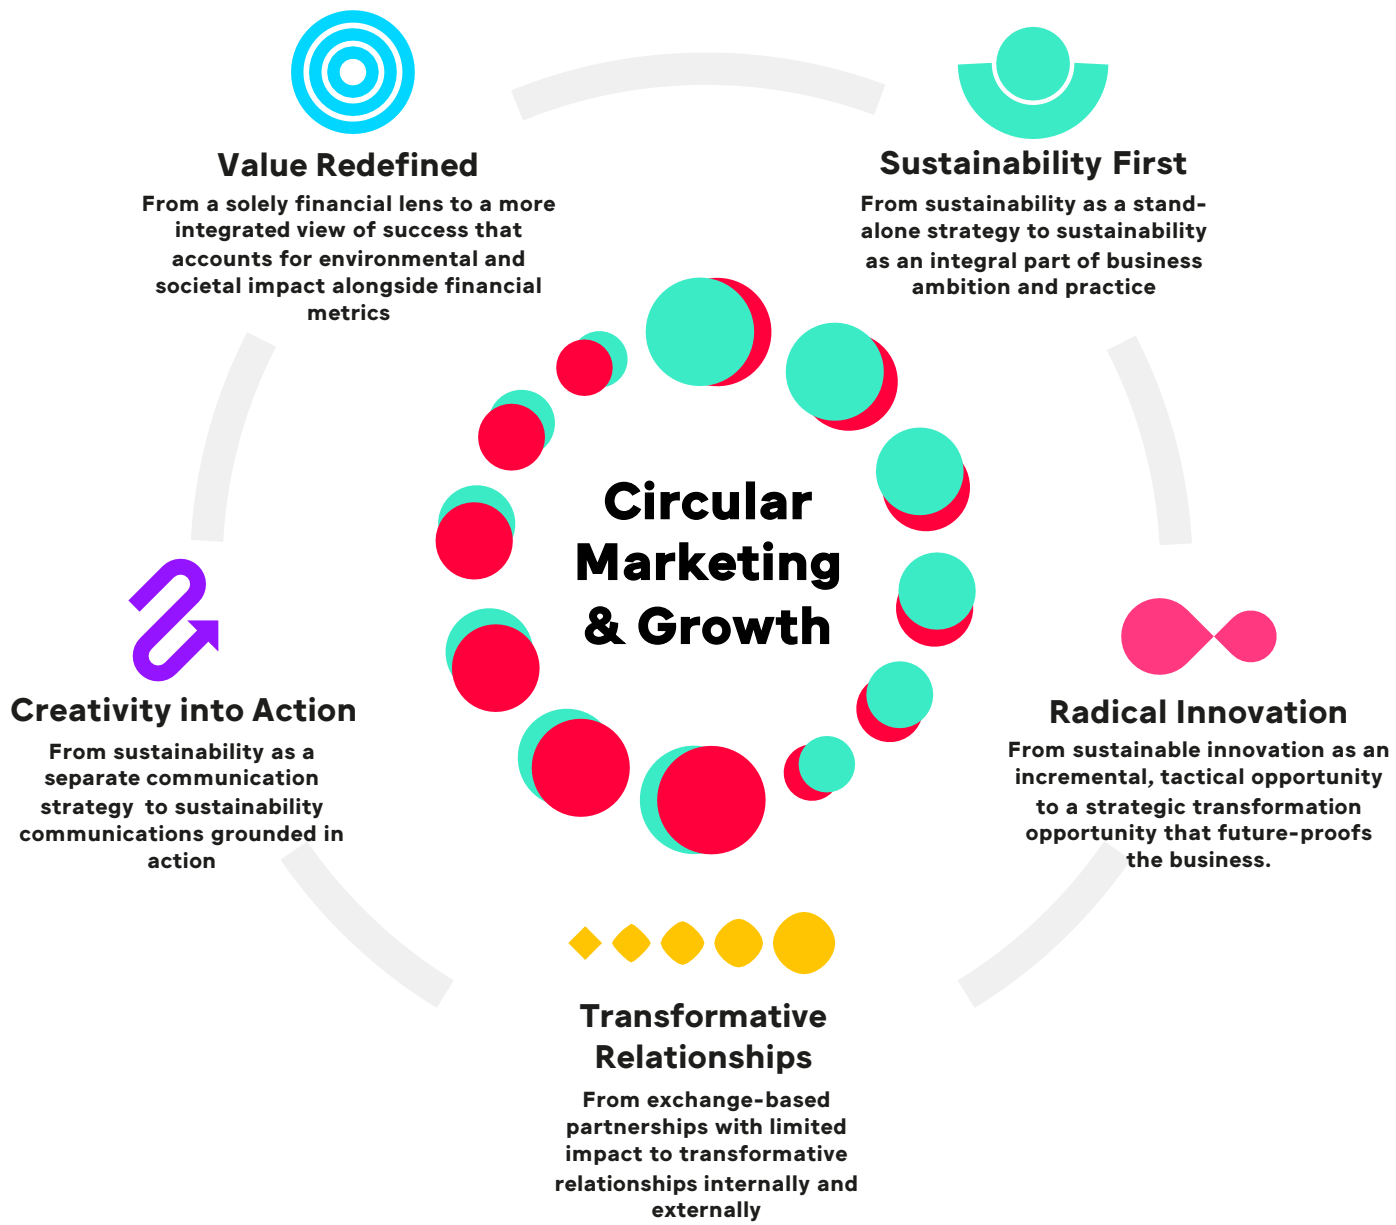 Value Redefined
From a solely financial lens to a more
integrated view of success that
accounts for environmental and
societal impact alongside financial
metrics
Sustainability First
From sustainability as a stand-
alone strategy to sustainability
as an integral part of business
ambition and practice
Circular
Marketing
& Growth
Creativity into Action
From sustainability as a
separate communication
strategy to sustainability
communications grounded in
action
Radical Innovation
From sustainable innovation as an
incremental, tactical opportunity
to a strategic transformation
opportunity that future-proofs
the business.
Transformative
Relationships
From exchange-based
partnerships with limited
impact to transformative
relationships internally and
externally